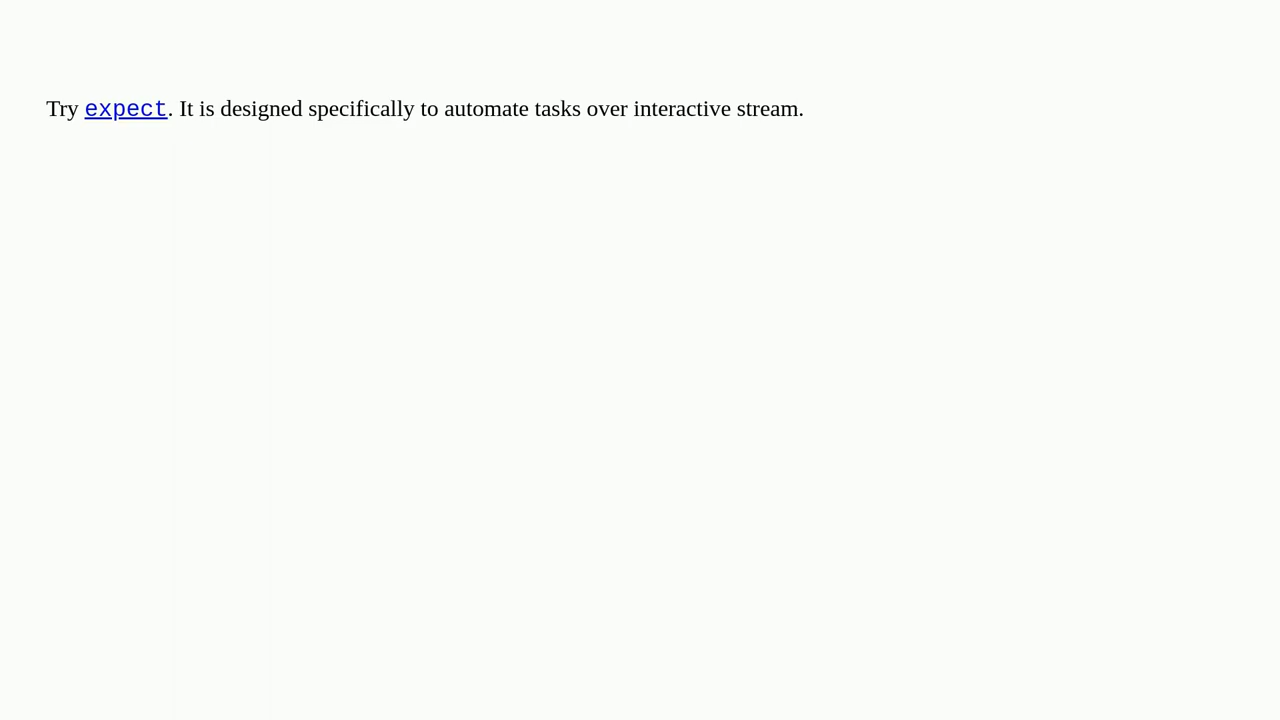 Try expect. It is designed specifically to automate tasks over interactive stream.